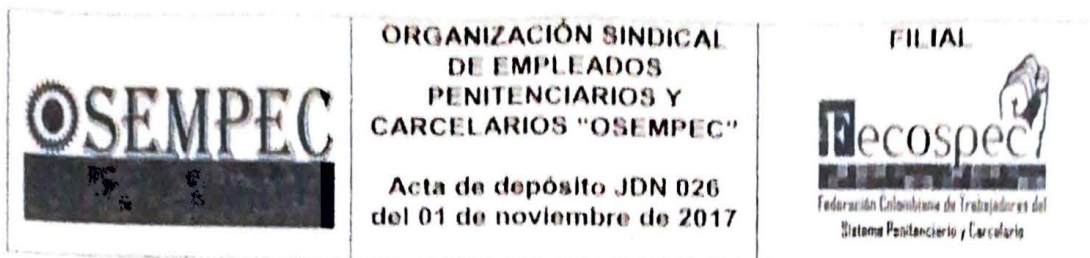 OSEMPEC
ORGANIZACIÓN SINDICAL
DE EMPLEADOS
PENITENCIARIOS Y
CARCELARIOS "OSEMPEC"
Acta de depósito JDN 026
del 01 de noviembre de 2017
FILIAL
Fecospec
Federación Colombiana de Trabajadores del
Sistema Penitenciario y Carcelario